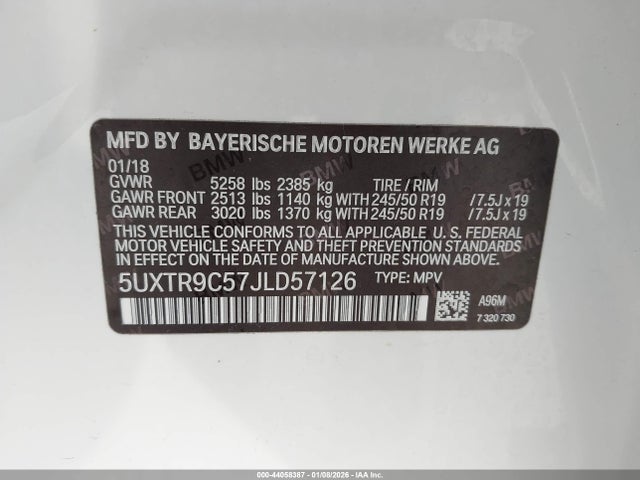 MFD BY BAYERISCHE MOTOREN WERKE AG
01/18
GVWR 5258 lbs 2385 kg TIRE / RIM
GAWR FRONT 2513 lbs 1140 kg WITH 245/50 R19 / 7.5J x 19
GAWR REAR 3020 lbs 1370 kg WITH 245/50 R19 / 7.5J x 19
THIS VEHICLE CONFORMS TO ALL APPLICABLE U. S. FEDERAL
MOTOR VEHICLE SAFETY AND THEFT PREVENTION STANDARDS
IN EFFECT ON THE DATE OF MANUFACTURE SHOWN ABOVE.
5UXTR9C57JLD57126 TYPE: MPV
A96M
7 320 730
000-44058387 - 01/08/2026 - IAAI.COM